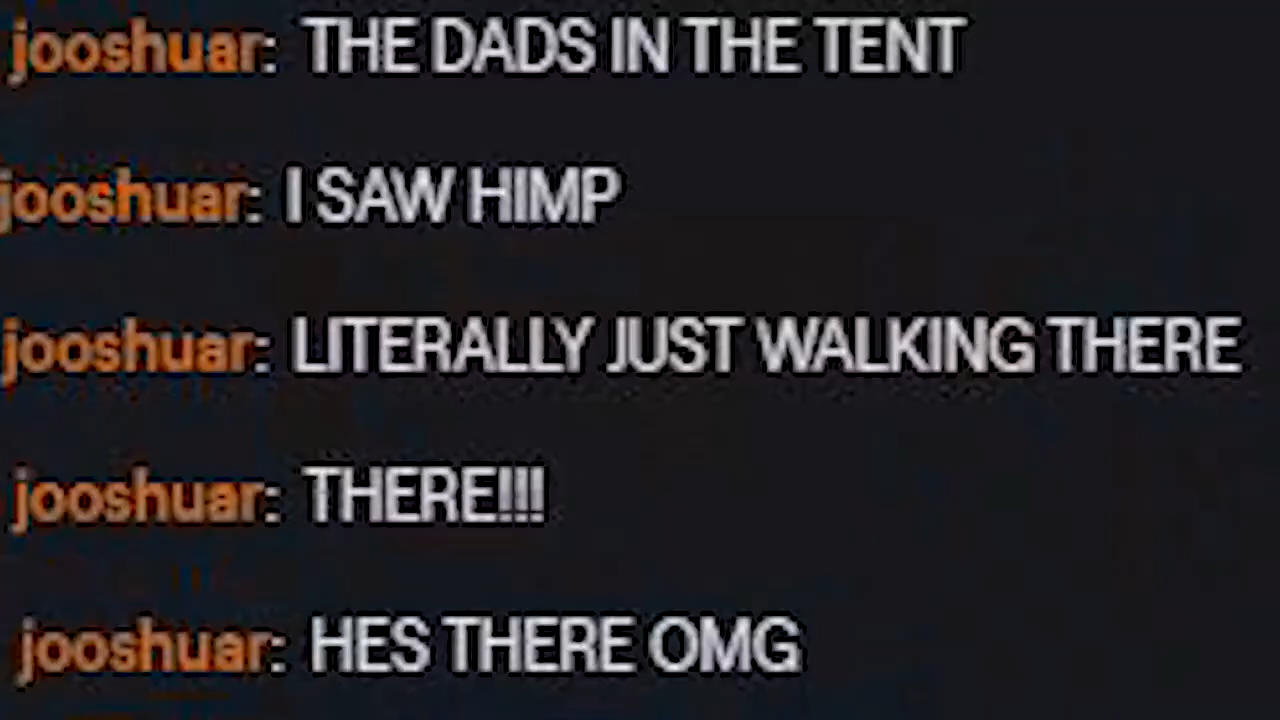 jooshuar: THE DADS IN THE TENT
jooshuar: I SAW HIMP
jooshuar: LITERALLY JUST WALKING THERE
jooshuar: THERE!!!
jooshuar: HES THERE OMG